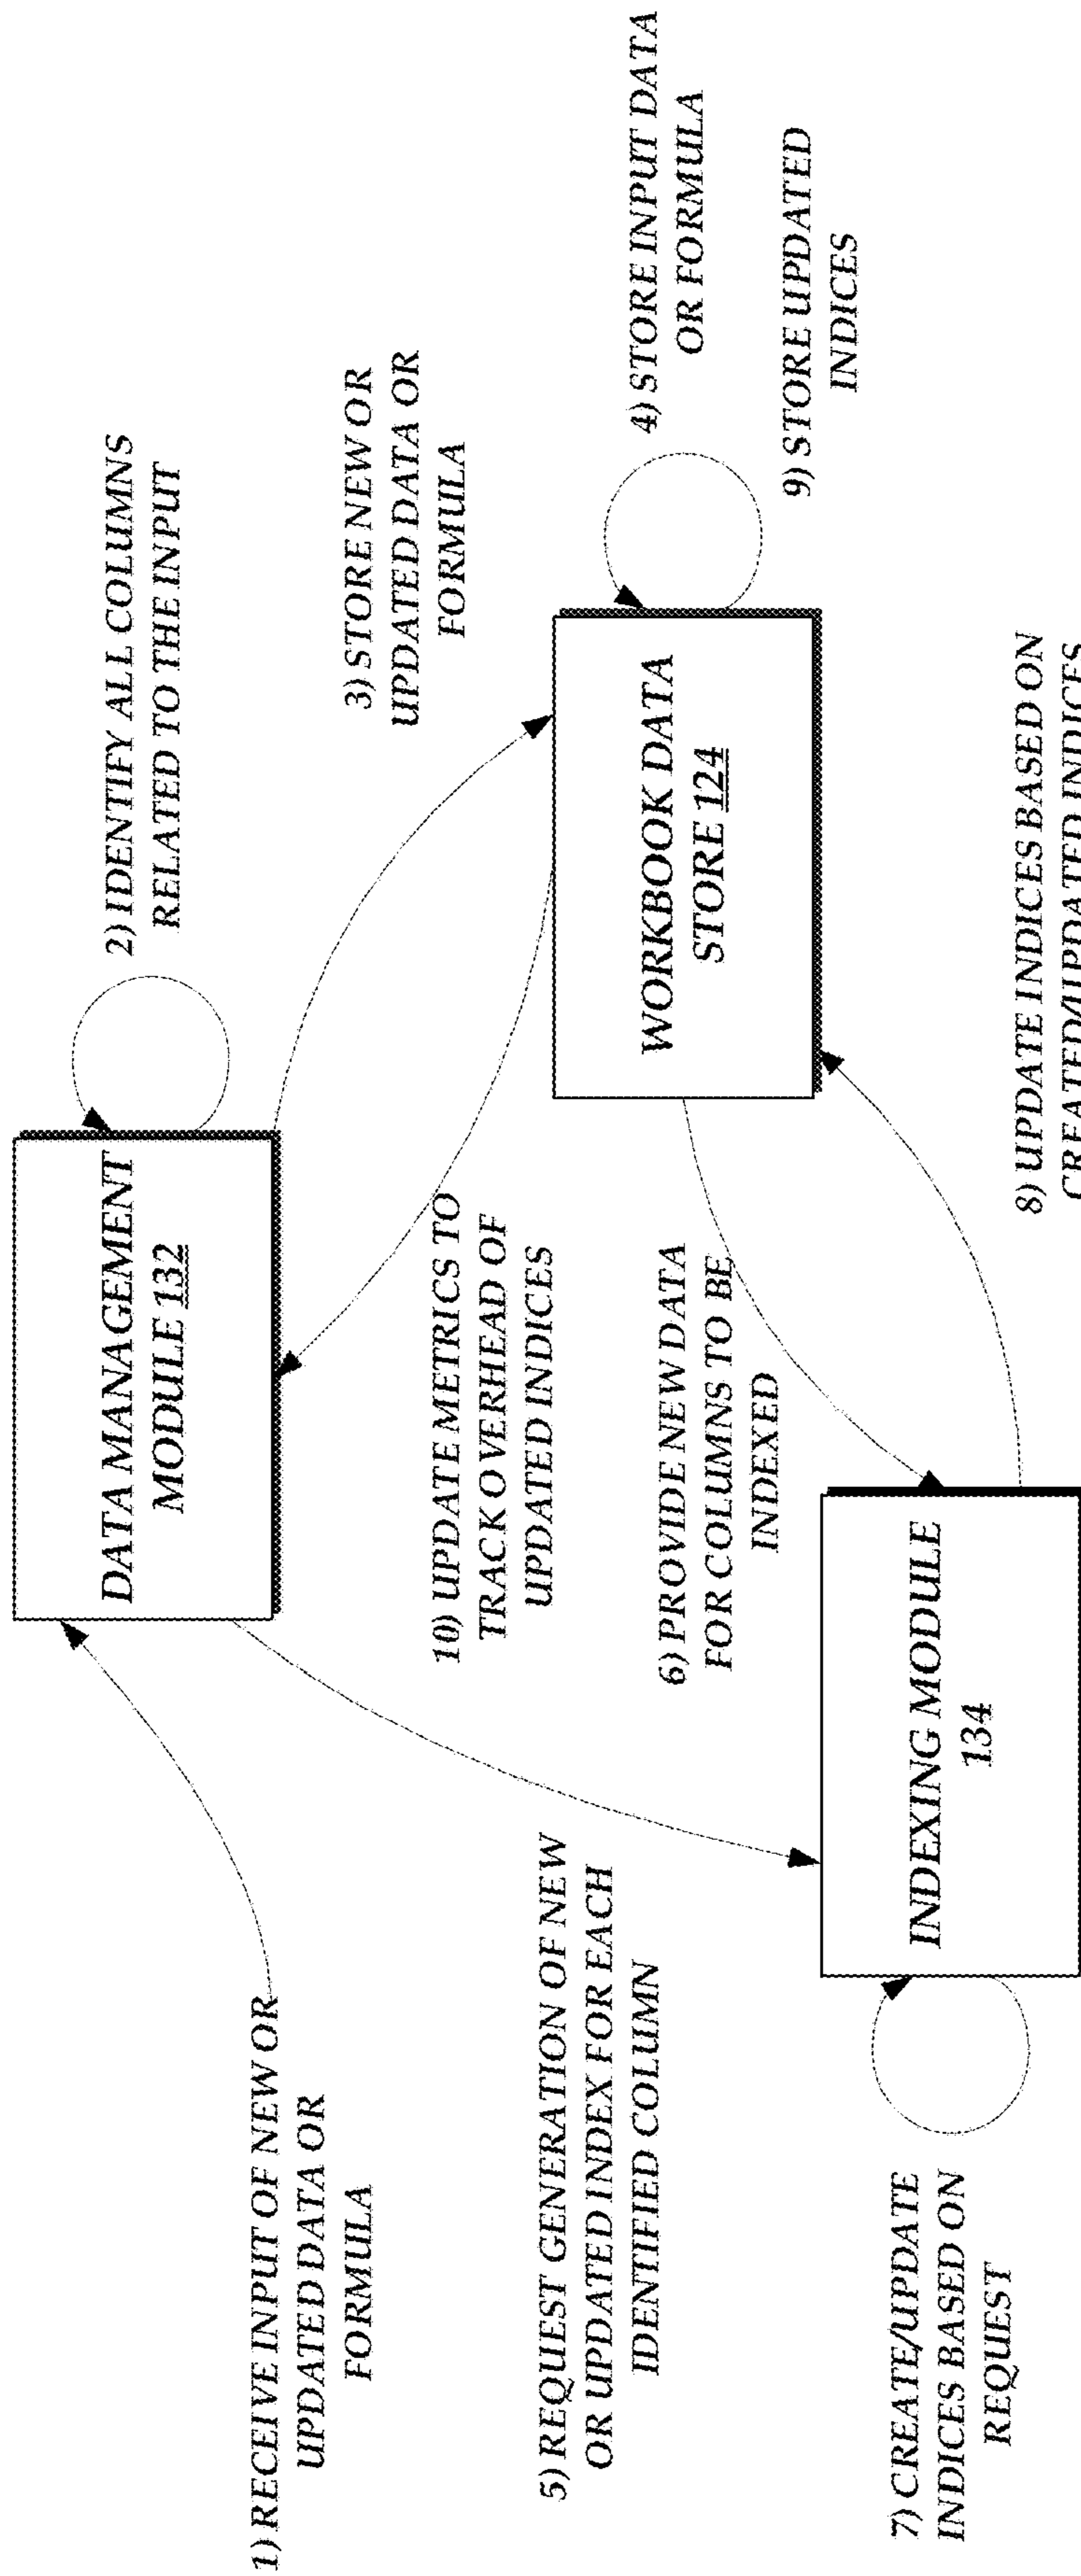 1) RECEIVE INPUT OF NEW OR
UPDATED DATA OR
FORMULA
DATA MANAGEMENT
MODULE 132
2) IDENTIFY ALL COLUMNS
RELATED TO THE INPUT
3) STORE NEW OR
UPDATED DATA OR
FORMULA
WORKBOOK DATA
STORE 124
4) STORE INPUT DATA
OR FORMULA
9) STORE UPDATED
INDICES
5) REQUEST GENERATION OF NEW
OR UPDATED INDEX FOR EACH
IDENTIFIED COLUMN
10) UPDATE METRICS TO
TRACK OVERHEAD OF
UPDATED INDICES
6) PROVIDE NEW DATA
FOR COLUMNS TO BE
INDEXED
7) CREATE/UPDATE
INDICES BASED ON
REQUEST
INDEXING MODULE
134
8) UPDATE INDICES BASED ON
CREATED/UPDATED INDICES